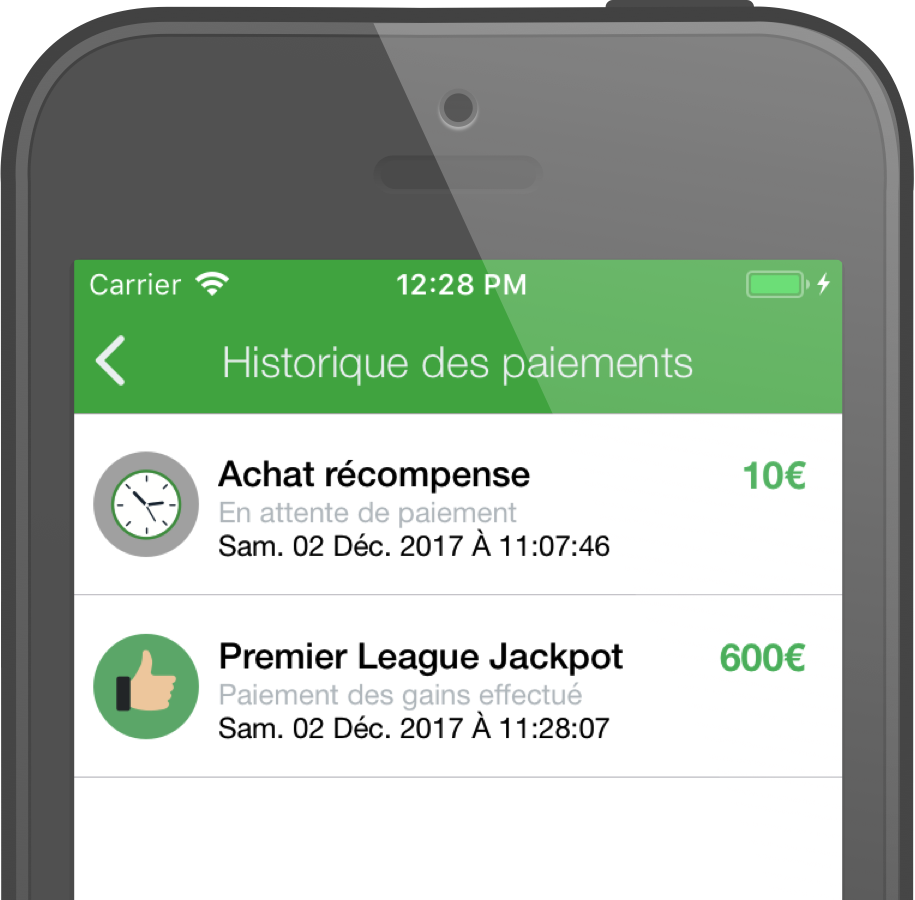 Carrier 12:28 PM
Historique des paiements
Achat récompense 10€
En attente de paiement
Sam. 02 Déc. 2017 À 11:07:46
Premier League Jackpot 600€
Paiement des gains effectué
Sam. 02 Déc. 2017 À 11:28:07